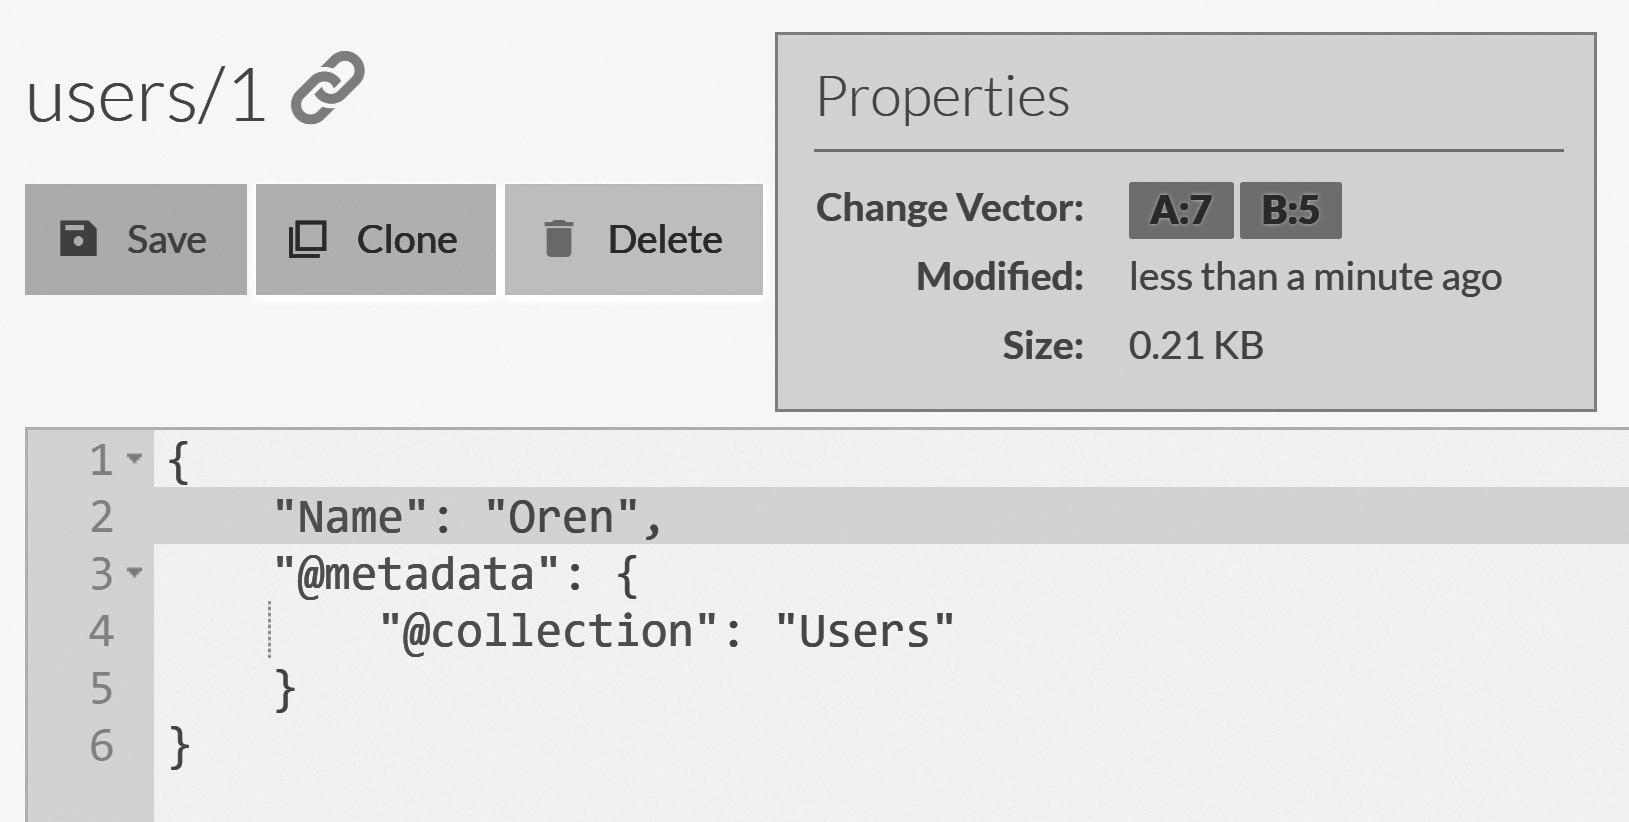 users/1
Save
Clone
Delete
Properties
Change Vector: A:7 B:5
Modified: less than a minute ago
Size: 0.21 KB
1 {
2 "Name": "Oren",
3 "@metadata": {
4 "@collection": "Users"
5 }
6 }